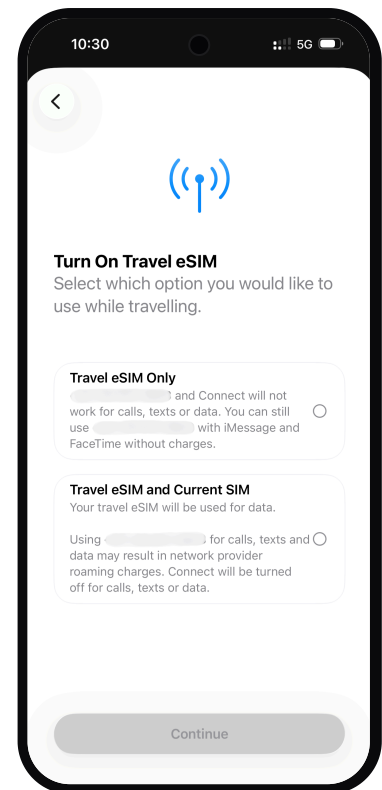 10:30
5G
Turn On Travel eSIM
Select which option you would like to
use while travelling.
Travel eSIM Only
and Connect will not
work for calls, texts or data. You can still
use with iMessage and
FaceTime without charges.
Travel eSIM and Current SIM
Your travel eSIM will be used for data.
Using for calls, texts and
data may result in network provider
roaming charges. Connect will be turned
off for calls, texts or data.
Continue